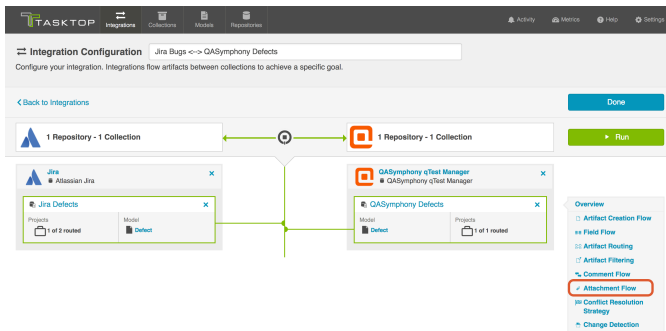 TASKTOP
Integrations
Collections
Models
Repositories
Activity
Metrics
Help
Settings
Integration Configuration
Jira Bugs <--> QASymphony Defects
Configure your integration. Integrations flow artifacts between collections to achieve a specific goal.
Back to Integrations
Done
1 Repository - 1 Collection
1 Repository - 1 Collection
Run
Jira
Atlassian Jira
QASymphony qTest Manager
QASymphony qTest Manager
Jira Defects
Projects
1 of 2 routed
Model
Defect
QASymphony Defects
Model
Defect
Projects
1 of 1 routed
Overview
Artifact Creation Flow
Field Flow
Artifact Routing
Artifact Filtering
Comment Flow
Attachment Flow
Conflict Resolution
Strategy
Change Detection